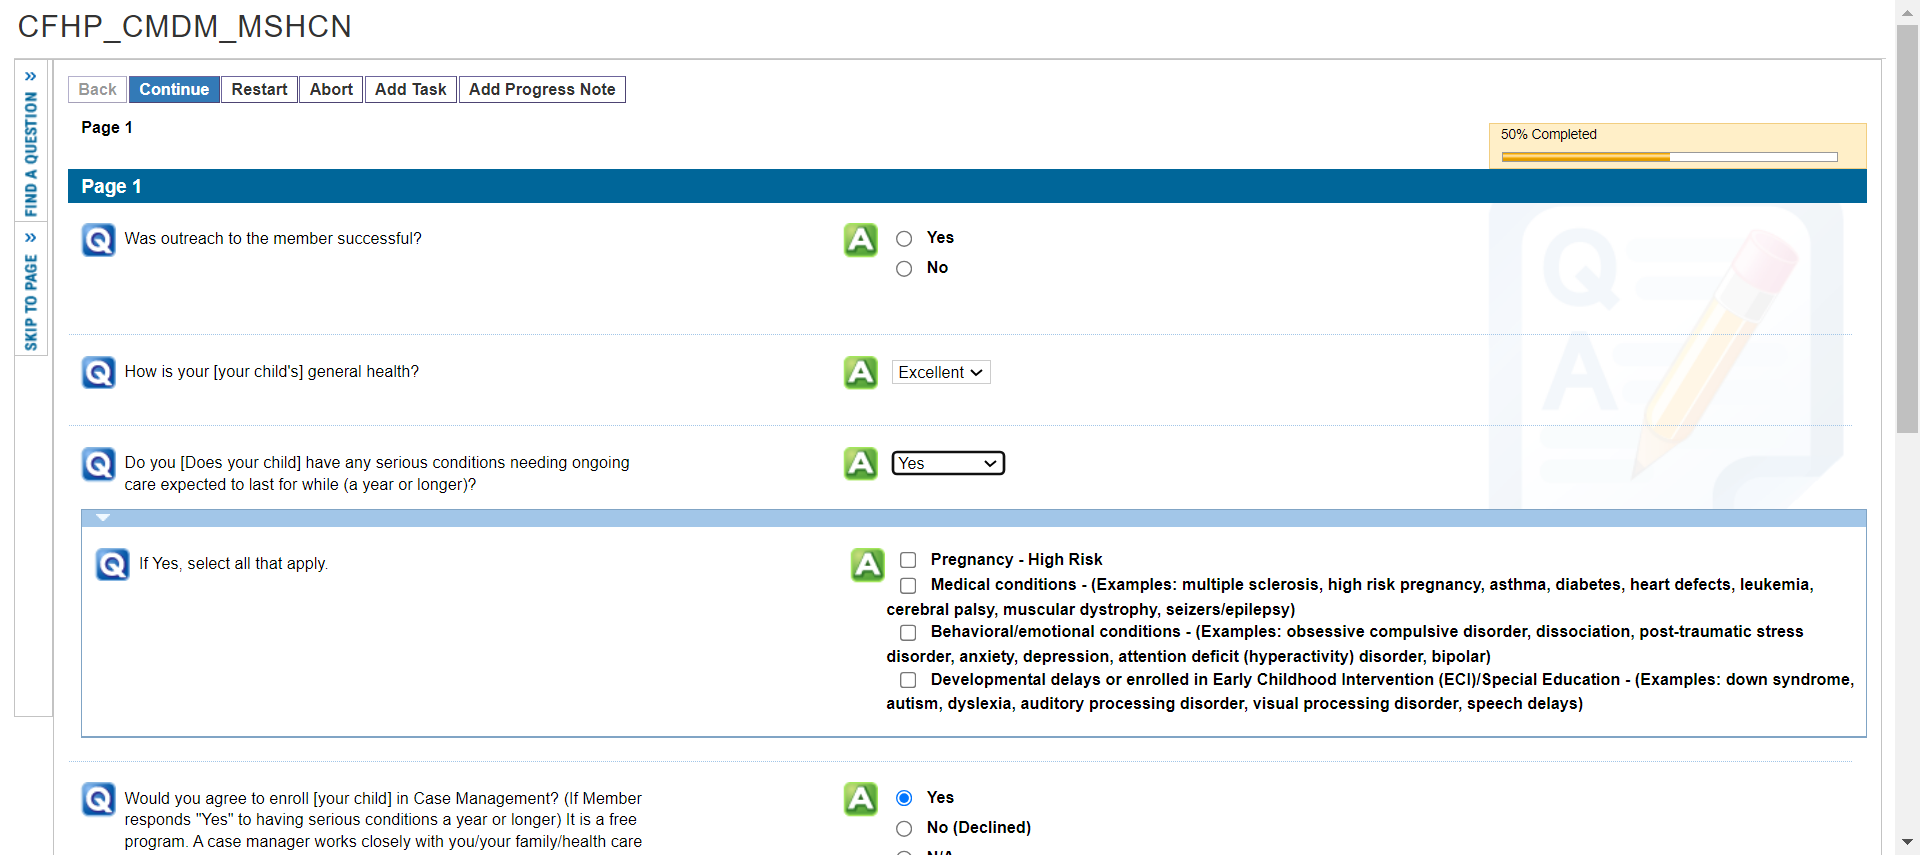 CFHP_CMDM_MSHCN
» FIND A QUESTION
» SKIP TO PAGE
Back Continue Restart Abort Add Task Add Progress Note
Page 1
50% Completed
Page 1
Q Was outreach to the member successful? A Yes
No
Q How is your [your child's] general health? A Excellent
Q Do you [Does your child] have any serious conditions needing ongoing A Yes
care expected to last for while (a year or longer)?
Q If Yes, select all that apply. A Pregnancy - High Risk
Medical conditions - (Examples: multiple sclerosis, high risk pregnancy, asthma, diabetes, heart defects, leukemia,
cerebral palsy, muscular dystrophy, seizers/epilepsy)
Behavioral/emotional conditions - (Examples: obsessive compulsive disorder, dissociation, post-traumatic stress
disorder, anxiety, depression, attention deficit (hyperactivity) disorder, bipolar)
Developmental delays or enrolled in Early Childhood Intervention (ECI)/Special Education - (Examples: down syndrome,
autism, dyslexia, auditory processing disorder, visual processing disorder, speech delays)
Q Would you agree to enroll [your child] in Case Management? (If Member A Yes
responds "Yes" to having serious conditions a year or longer) It is a free No (Declined)
program. A case manager works closely with you/your family/health care
N/A
Q
A